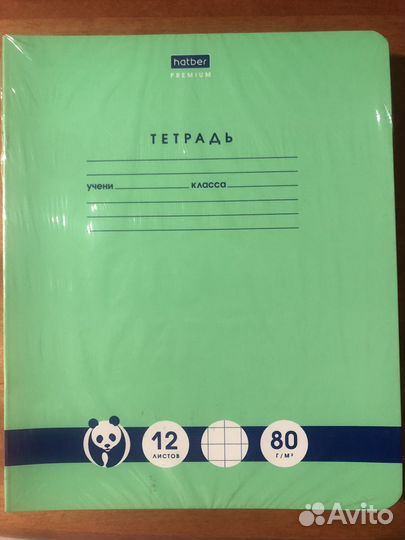 hatber
PREMIUM
ТЕТРАДЬ
учени класса
12
ЛИСТОВ
80
Г/М²
Avito